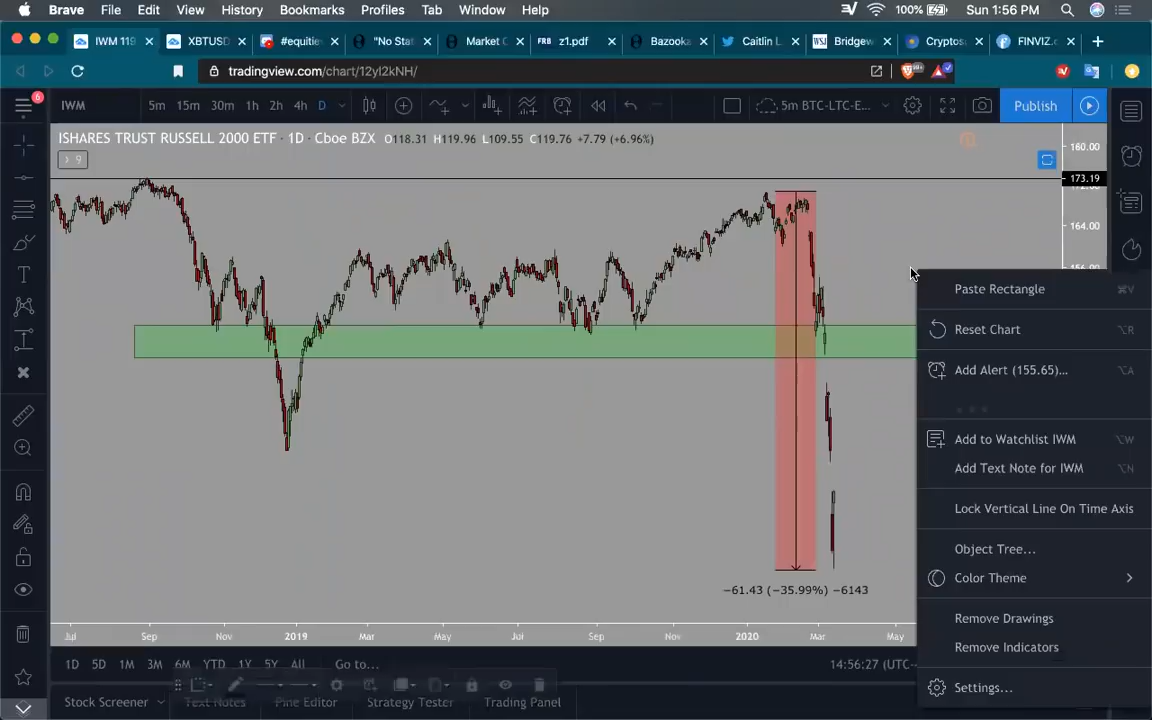 Brave File Edit View History Bookmarks Profiles Tab Window Help 100% Sun 1:56 PM
IWM 119 XBTUSD #equitie "No Stat Market C FRB z1.pdf Bazooka Caitlin L WSJ Bridgew Cryptos FINVIZ.c
tradingview.com/chart/12yl2kNH/ 99+
6 IWM 5m 15m 30m 1h 2h 4h D 5m BTC-LTC-E... Publish
ISHARES TRUST RUSSELL 2000 ETF · 1D · Cboe BZX O118.31 H119.96 L109.55 C119.76 +7.79 (+6.96%)
9
160.00
173.19
164.00
Paste Rectangle ⌘V
Reset Chart ⌥R
Add Alert (155.65)... ⌥A
Add to Watchlist IWM ⌥W
Add Text Note for IWM ⌥N
Lock Vertical Line On Time Axis
Object Tree...
Color Theme
Remove Drawings
Remove Indicators
Settings...
−61.43 (−35.99%) −6143
Jul Sep Nov 2019 Mar May Jul Sep Nov 2020 Mar May
1D 5D 1M 3M 6M YTD 1Y 5Y All Go to... 14:56:27 (UTC-
Stock Screener Text Notes Pine Editor Strategy Tester Trading Panel